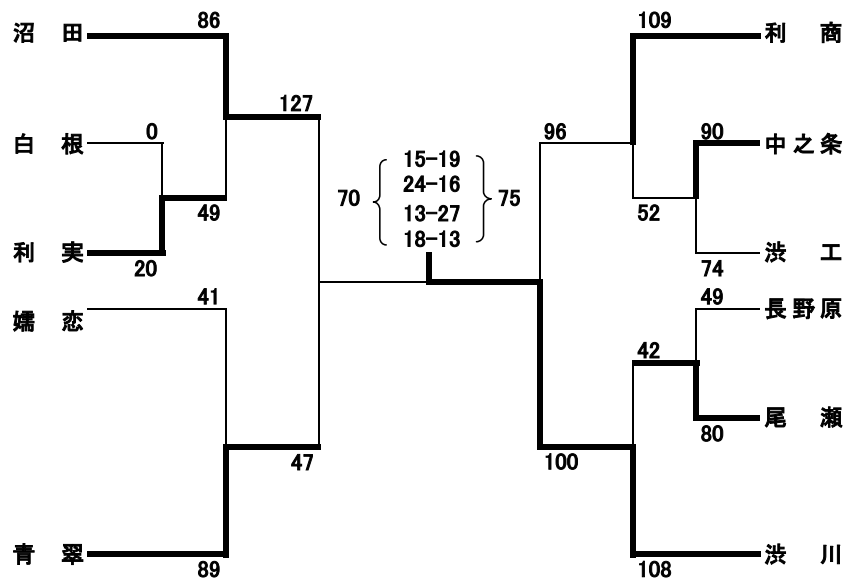 沼田 86
白根 0
利実 20
49
127
嬬恋 41
青翠 89
47
70
15-19
24-16
13-27
18-13
75
96
100
109 利商
90 中之条
52
74 渋工
49 長野原
42
80 尾瀬
108 渋川